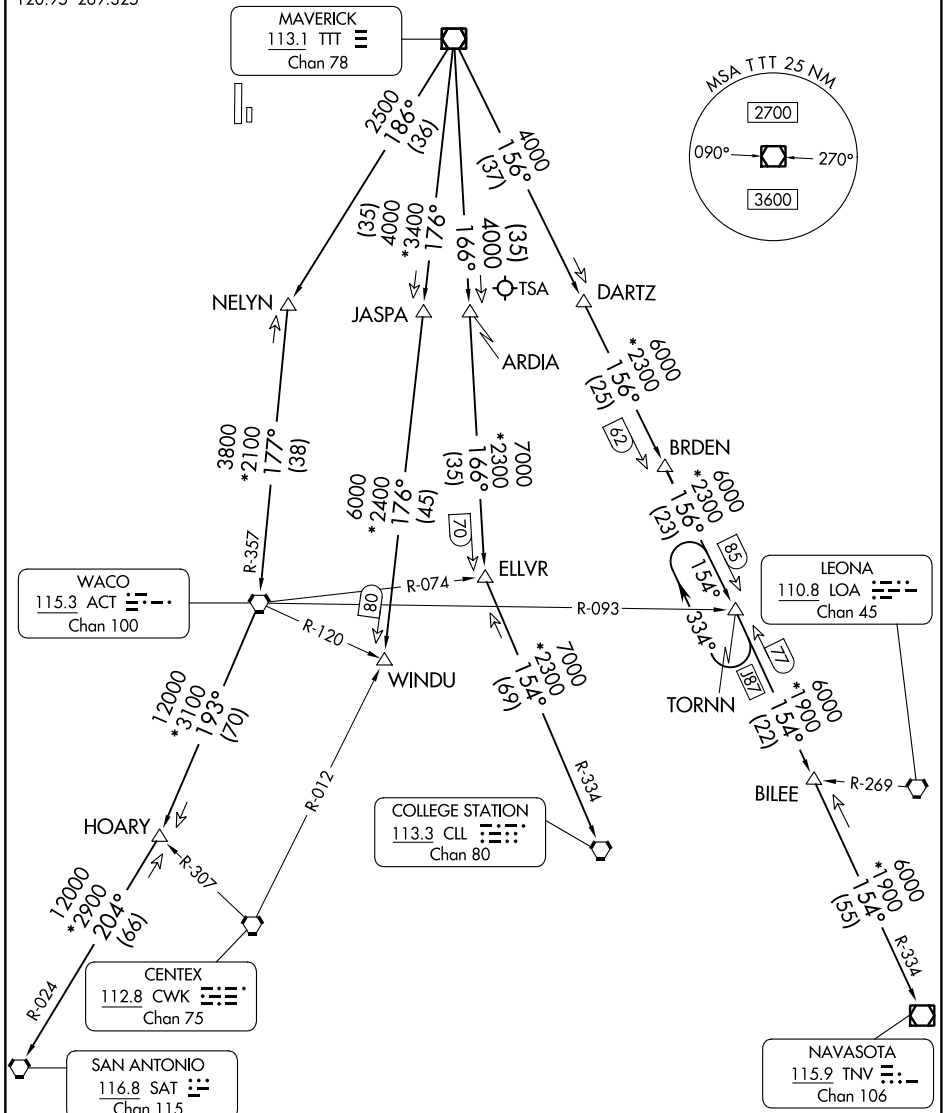 120.95 269.325
MAVERICK
113.1 TTT
Chan 78
MSA TTT 25 NM
2700
090°
270°
3600
2500
186°
(36)
(35)
4000
*3400
176°
(35)
4000
166°
4000
156°
(37)
NELYN
JASPA
TSA
DARTZ
ARDIA
3800
*2100
177°
(38)
6000
*2400
176°
(45)
7000
*2300
166°
(35)
6000
*2300
156°
(25)
62
BRDEN
6000
*2300
156°
(23)
85
70
R-357
ELLVR
R-074
80
WACO
115.3 ACT
Chan 100
R-120
R-093
154°
334°
LEONA
110.8 LOA
Chan 45
WINDU
TORNN
J87
77
12000
*3100
193°
(70)
7000
*2300
154°
(69)
6000
*1900
154°
(22)
R-012
R-334
BILEE
R-269
HOARY
R-307
COLLEGE STATION
113.3 CLL
Chan 80
12000
*2900
204°
(66)
6000
*1900
154°
(55)
R-334
R-024
CENTEX
112.8 CWK
Chan 75
SAN ANTONIO
116.8 SAT
Chan 115
NAVASOTA
115.9 TNV
Chan 106